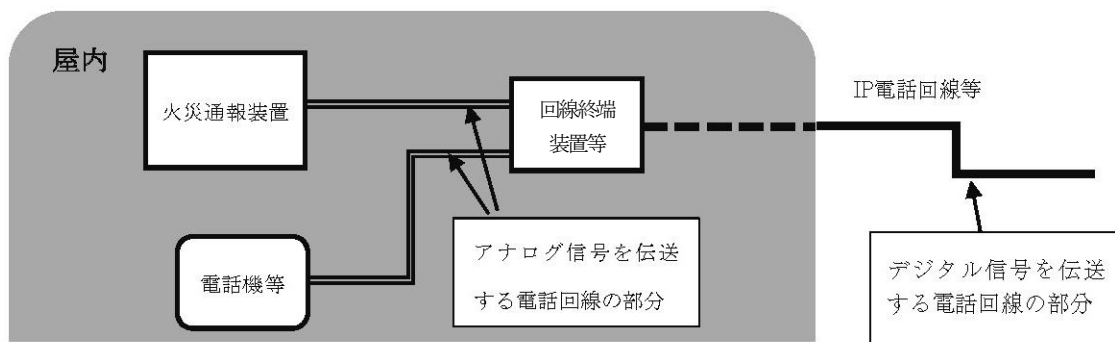 屋内
火災通報装置
回線終端
装置等
IP電話回線等
電話機等
アナログ信号を伝送
する電話回線の部分
デジタル信号を伝送
する電話回線の部分